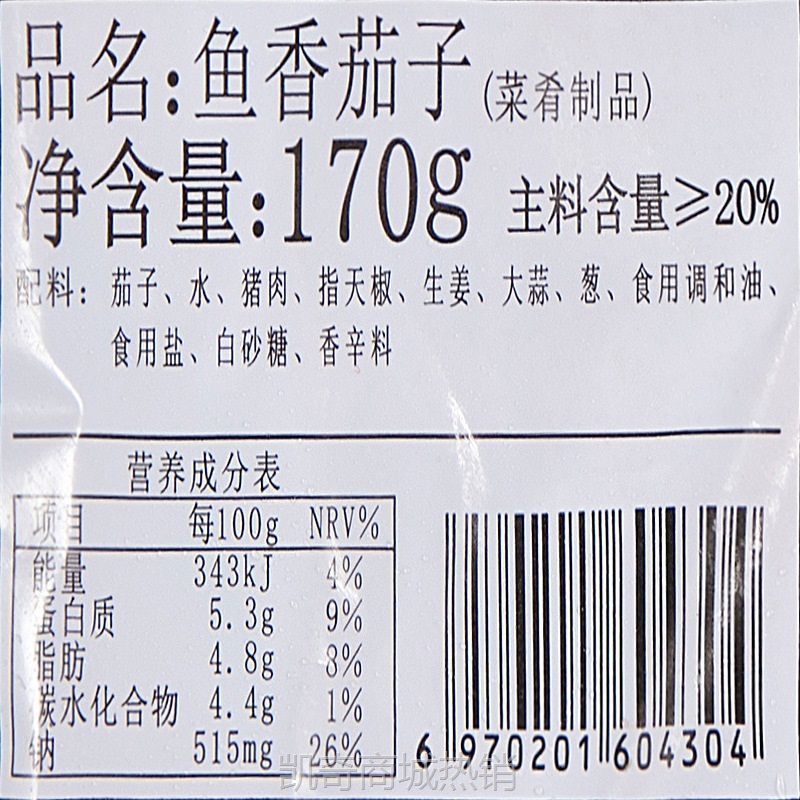 品名:鱼香茄子(菜肴制品)
净含量:170g 主料含量≥20%
配料: 茄子、水、猪肉、指天椒、生姜、大蒜、葱、食用调和油、
食用盐、白砂糖、香辛料
营养成分表
项目 每100g NRV%
能量 343kJ 4%
蛋白质 5.3g 9%
脂肪 4.8g 8%
碳水化合物 4.4g 1%
钠 515mg 26%
6 970201 604304
凯奇商城热销